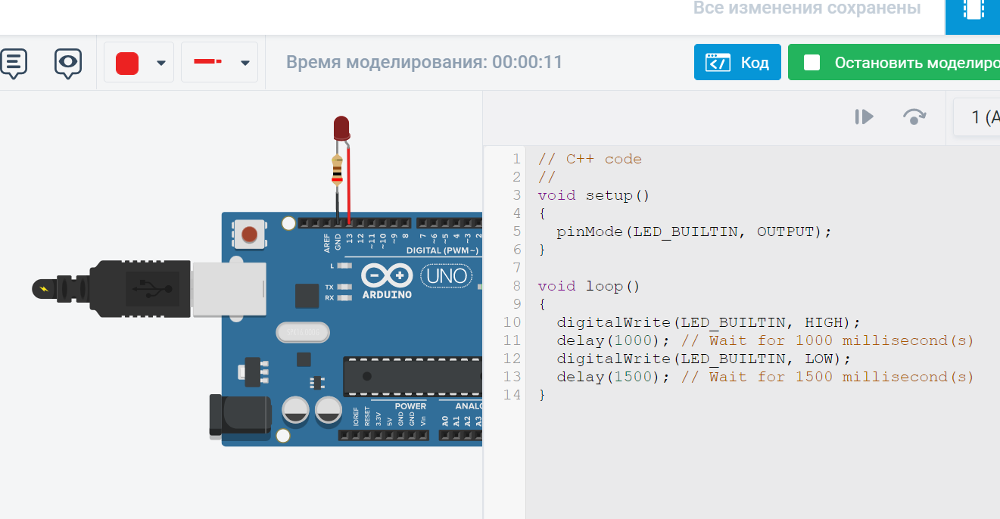 Все изменения сохранены
Время моделирования: 00:00:11
Код
Остановить моделиро
1 (A
1 // C++ code
2 //
3 void setup()
4 {
5 pinMode(LED_BUILTIN, OUTPUT);
6 }
7
8 void loop()
9 {
10 digitalWrite(LED_BUILTIN, HIGH);
11 delay(1000); // Wait for 1000 millisecond(s)
12 digitalWrite(LED_BUILTIN, LOW);
13 delay(1500); // Wait for 1500 millisecond(s)
14 }
AREF
GND
13
12
~11
~10
~9
8
7
~6
~5
4
~3
2
DIGITAL (PWM~)
L
TX
RX
UNO
ARDUINO
POWER
ANALO
IOREF
RESET
3.3V
5V
GND
GND
Vin
A0
A1
A2
A3